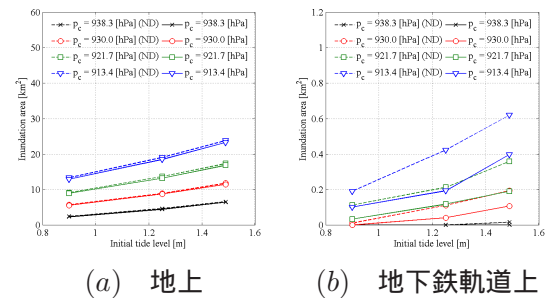 60
50
40
30
20
10
0
0.8 1 1.2 1.4 1.6
Inundation area [km²]
Initial tide level [m]
p_c = 938.3 [hPa] (ND) p_c = 938.3 [hPa]
p_c = 930.0 [hPa] (ND) p_c = 930.0 [hPa]
p_c = 921.7 [hPa] (ND) p_c = 921.7 [hPa]
p_c = 913.4 [hPa] (ND) p_c = 913.4 [hPa]
(a) 地上
1.2
1
0.8
0.6
0.4
0.2
0
0.8 1 1.2 1.4 1.6
Inundation area [km²]
Initial tide level [m]
p_c = 938.3 [hPa] (ND) p_c = 938.3 [hPa]
p_c = 930.0 [hPa] (ND) p_c = 930.0 [hPa]
p_c = 921.7 [hPa] (ND) p_c = 921.7 [hPa]
p_c = 913.4 [hPa] (ND) p_c = 913.4 [hPa]
(b) 地下鉄軌道上